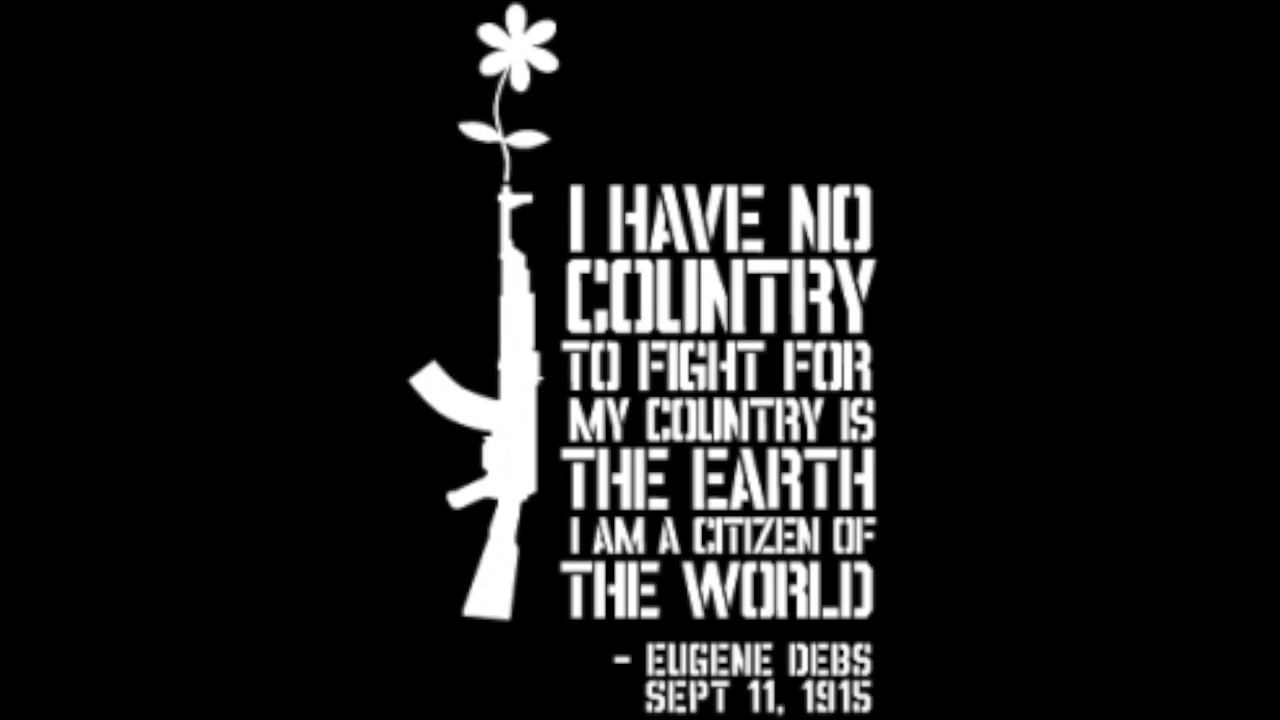 I HAVE NO
COUNTRY
TO FIGHT FOR
MY COUNTRY IS
THE EARTH
I AM A CITIZEN OF
THE WORLD
- EUGENE DEBS
SEPT 11, 1915